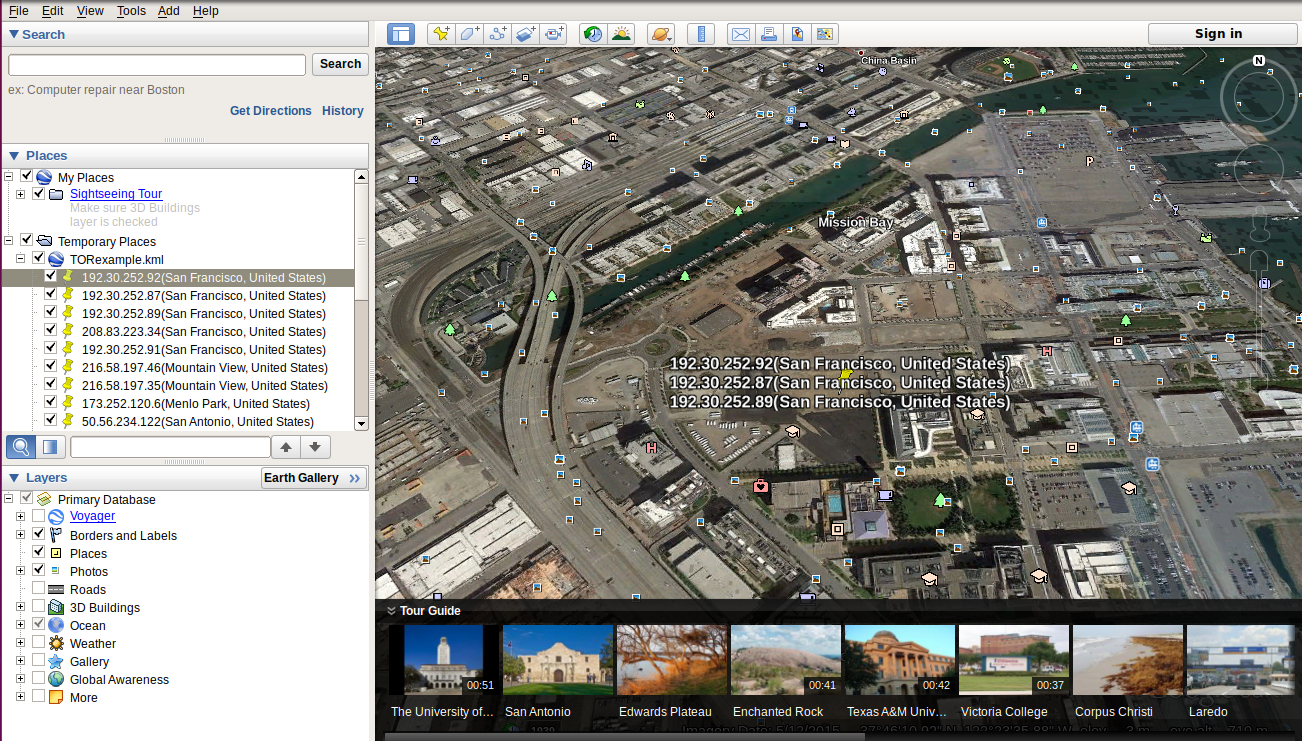 File Edit View Tools Add Help
Search
Search
ex: Computer repair near Boston
Get Directions History
Places
My Places
Sightseeing Tour
Make sure 3D Buildings
layer is checked
Temporary Places
TORexample.kml
192.30.252.92(San Francisco, United States)
192.30.252.87(San Francisco, United States)
192.30.252.89(San Francisco, United States)
208.83.223.34(San Francisco, United States)
192.30.252.91(San Francisco, United States)
216.58.197.46(Mountain View, United States)
216.58.197.35(Mountain View, United States)
173.252.120.6(Menlo Park, United States)
50.56.234.122(San Antonio, United States)
Layers
Earth Gallery »
Primary Database
Voyager
Borders and Labels
Places
Photos
Roads
3D Buildings
Ocean
Weather
Gallery
Global Awareness
More
Sign in
China Basin
N
P
Mission Bay
H
192.30.252.92(San Francisco, United States)
192.30.252.87(San Francisco, United States)
192.30.252.89(San Francisco, United States)
H
Tour Guide
00:51
00:41
00:42
00:37
The University of...
San Antonio
Edwards Plateau
Enchanted Rock
Texas A&M Univ...
Victoria College
Corpus Christi
Laredo
1939
Imagery Date: 5/12/2015